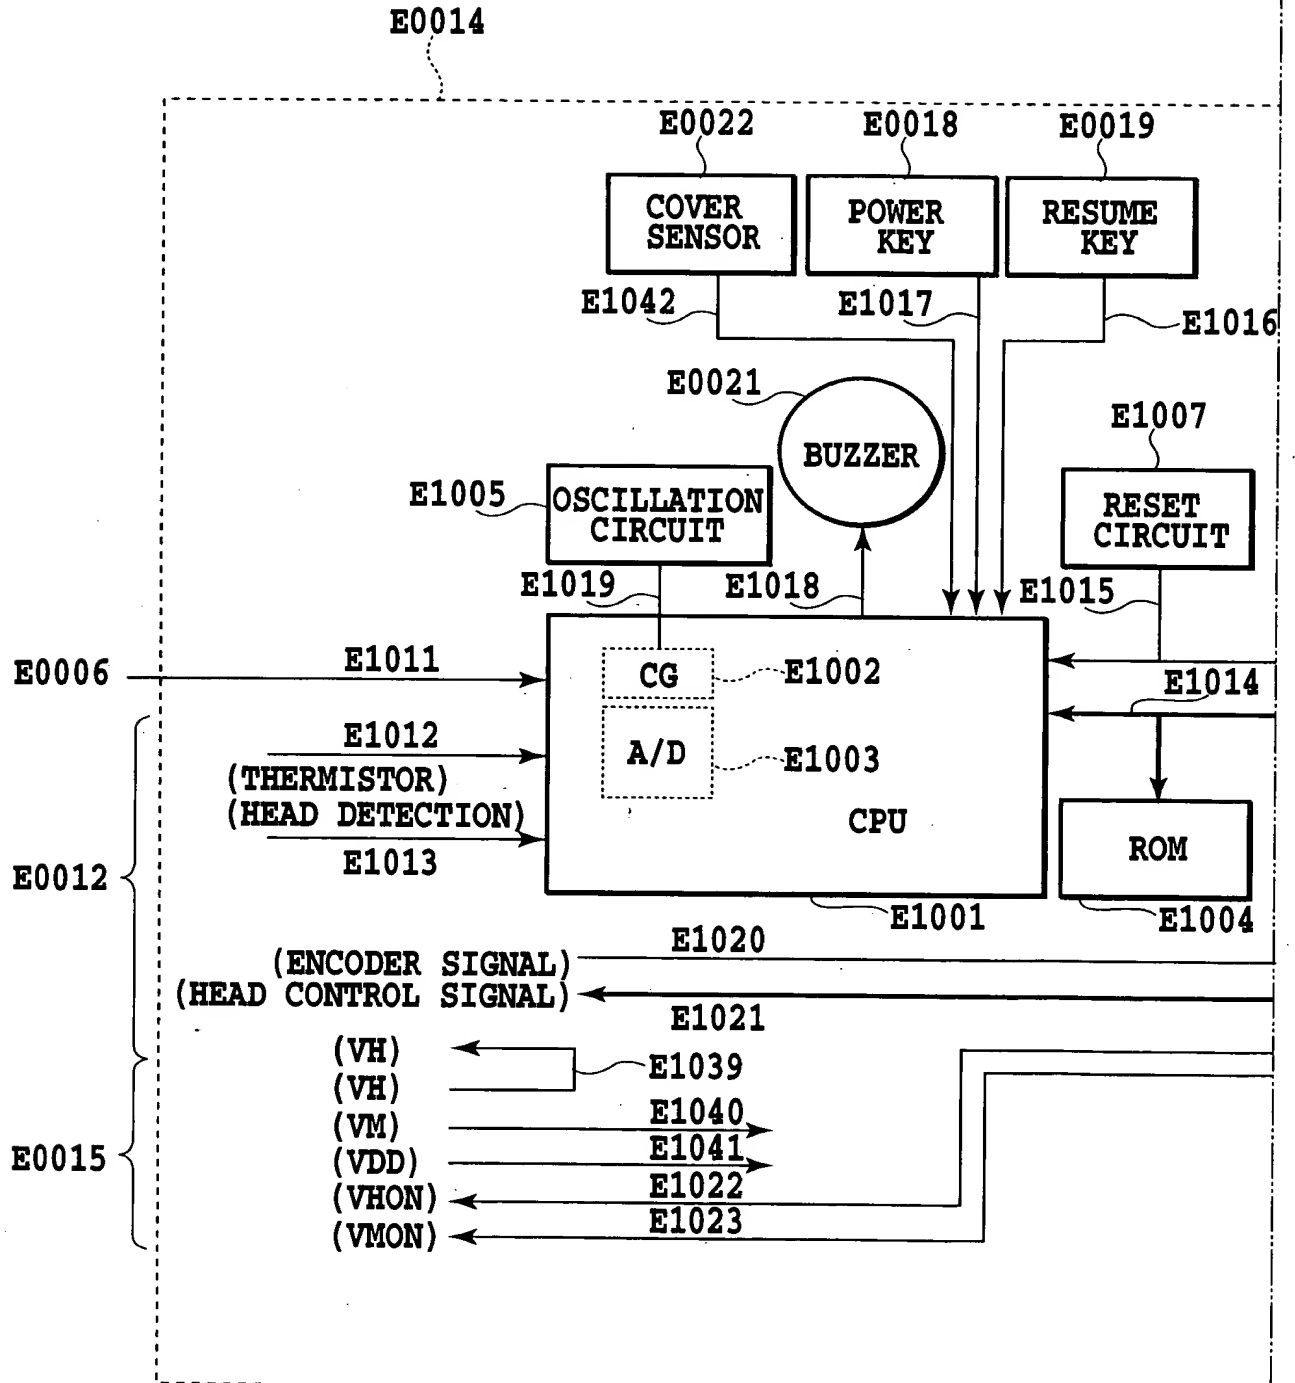 E0014
E0022
E0018
E0019
COVER
SENSOR
POWER
KEY
RESUME
KEY
E1042
E1017
E1016
E0021
BUZZER
E1007
E1005
OSCILLATION
CIRCUIT
RESET
CIRCUIT
E1019
E1018
E1015
E0006
E1011
CG
E1002
E1014
E1012
(THERMISTOR)
(HEAD DETECTION)
E1013
A/D
E1003
CPU
ROM
E0012
E1001
E1004
E1020
(ENCODER SIGNAL)
(HEAD CONTROL SIGNAL)
E1021
(VH)
(VH)
E1039
(VM)
E1040
(VDD)
E1041
E0015
(VHON)
E1022
(VMON)
E1023